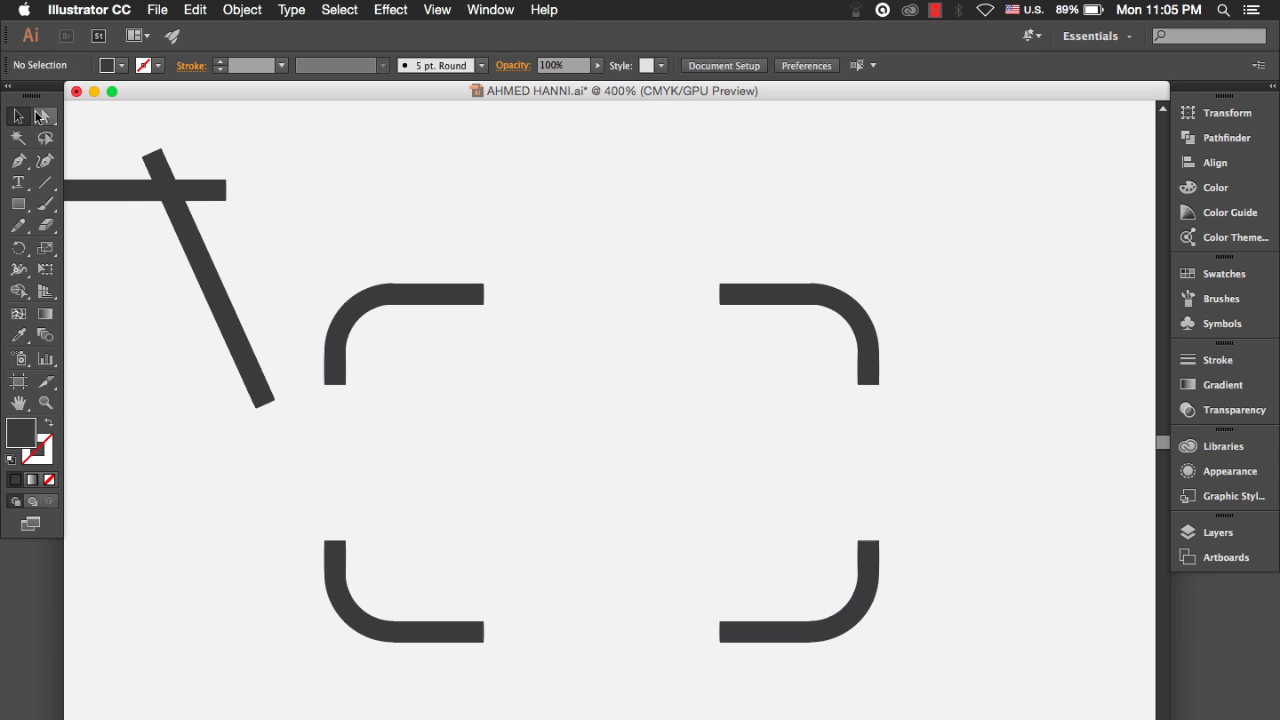 Illustrator CC File Edit Object Type Select Effect View Window Help U.S. 89% Mon 11:05 PM
Ai Br St Essentials
No Selection Stroke: 5 pt. Round Opacity: 100% Style: Document Setup Preferences
AHMED HANNI.ai* @ 400% (CMYK/GPU Preview)
Transform
Pathfinder
Align
Color
Color Guide
Color Theme...
Swatches
Brushes
Symbols
Stroke
Gradient
Transparency
Libraries
Appearance
Graphic Styl...
Layers
Artboards